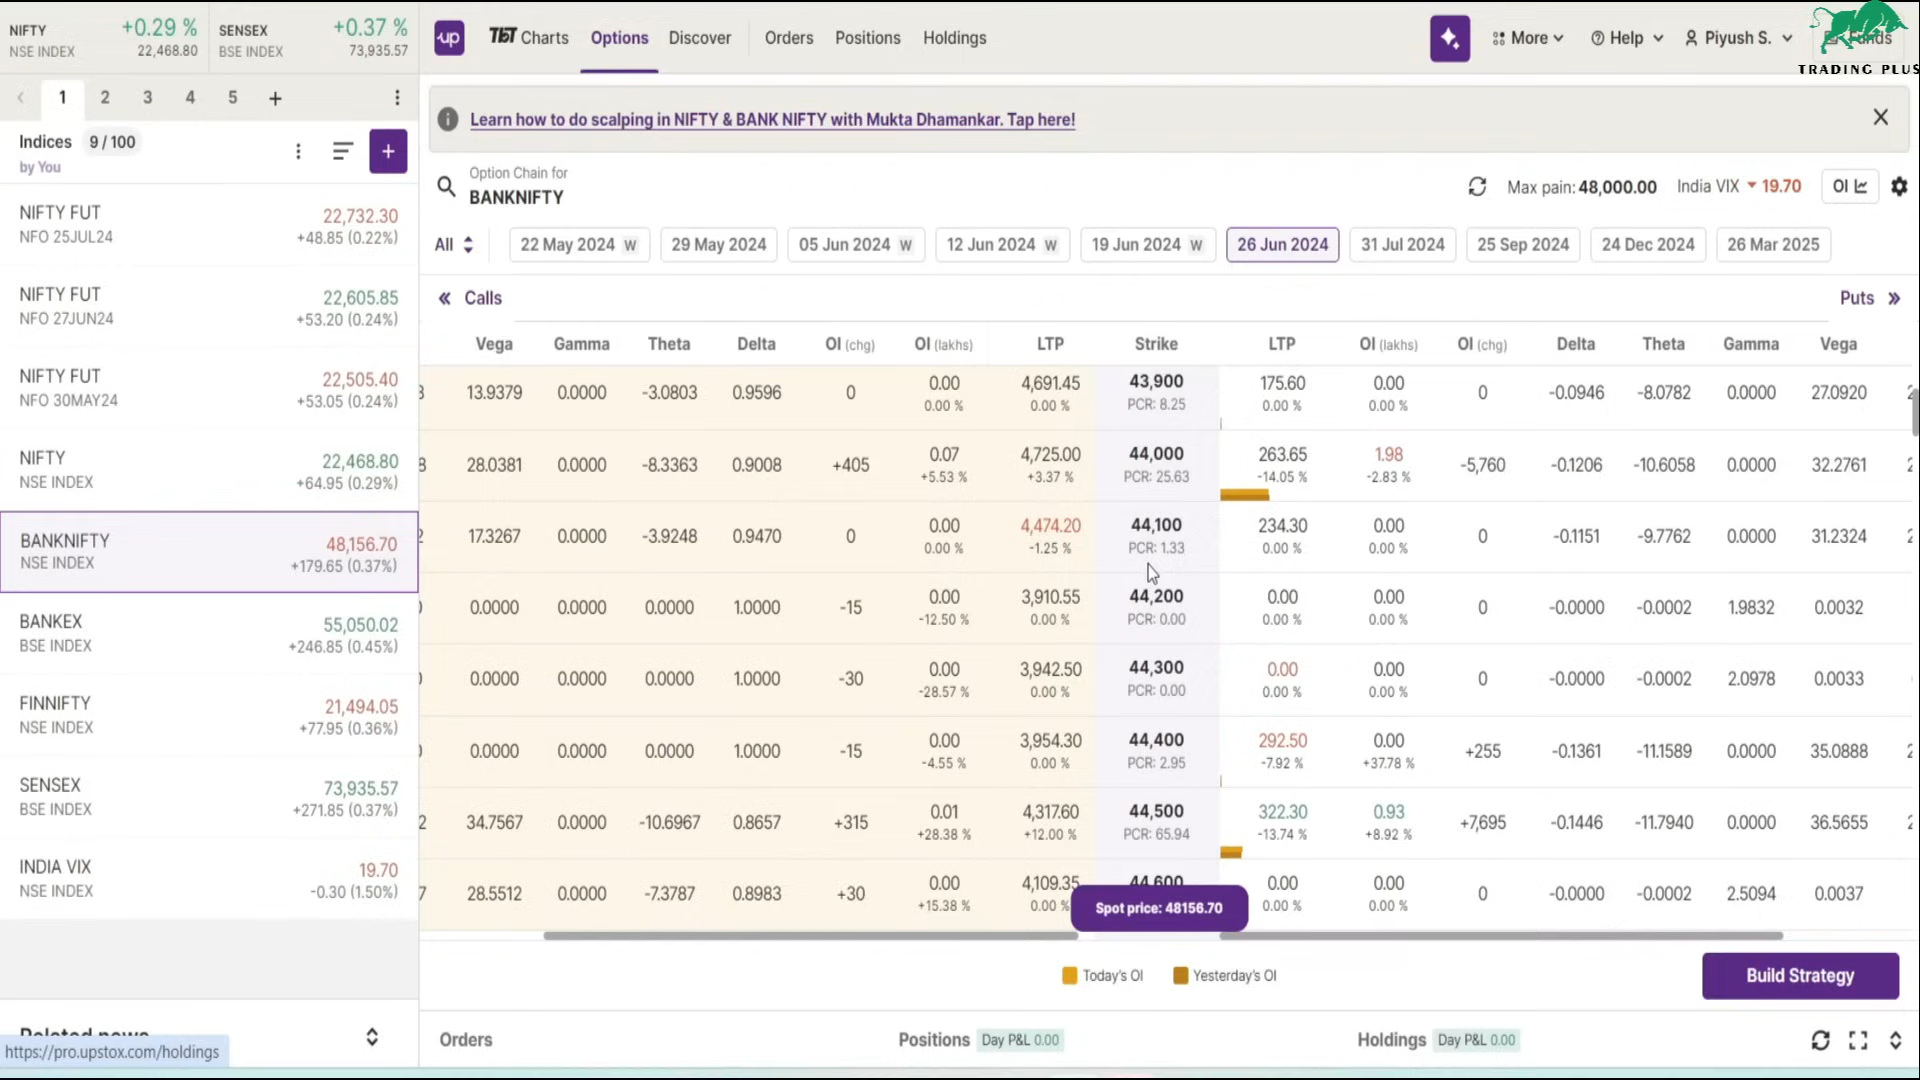 NIFTY +0.29 % SENSEX +0.37 %
NSE INDEX 22,468.80 BSE INDEX 73,935.57
up TBT Charts Options Discover Orders Positions Holdings More Help Piyush S. Funds
TRADING PLUS
1 2 3 4 5 +
Learn how to do scalping in NIFTY & BANK NIFTY with Mukta Dhamankar. Tap here!
Indices 9 / 100
by You
Option Chain for
BANKNIFTY
Max pain: 48,000.00 India VIX 19.70 OI
All 22 May 2024 W 29 May 2024 05 Jun 2024 W 12 Jun 2024 W 19 Jun 2024 W 26 Jun 2024 31 Jul 2024 25 Sep 2024 24 Dec 2024 26 Mar 2025
NIFTY FUT 22,732.30
NFO 25JUL24 +48.85 (0.22%)
NIFTY FUT 22,605.85
NFO 27JUN24 +53.20 (0.24%)
NIFTY FUT 22,505.40
NFO 30MAY24 +53.05 (0.24%)
NIFTY 22,468.80
NSE INDEX +64.95 (0.29%)
BANKNIFTY 48,156.70
NSE INDEX +179.65 (0.37%)
BANKEX 55,050.02
BSE INDEX +246.85 (0.45%)
FINNIFTY 21,494.05
NSE INDEX +77.95 (0.36%)
SENSEX 73,935.57
BSE INDEX +271.85 (0.37%)
INDIA VIX 19.70
NSE INDEX -0.30 (1.50%)
« Calls Puts »
Vega Gamma Theta Delta OI (chg) OI (lakhs) LTP Strike LTP OI (lakhs) OI (chg) Delta Theta Gamma Vega
13.9379 0.0000 -3.0803 0.9596 0 0.00 4,691.45 43,900 175.60 0.00 0 -0.0946 -8.0782 0.0000 27.0920
0.00 % 0.00 % PCR: 8.25 0.00 % 0.00 %
28.0381 0.0000 -8.3363 0.9008 +405 0.07 4,725.00 44,000 263.65 1.98 -5,760 -0.1206 -10.6058 0.0000 32.2761
+5.53 % +3.37 % PCR: 25.63 -14.05 % -2.83 %
17.3267 0.0000 -3.9248 0.9470 0 0.00 4,474.20 44,100 234.30 0.00 0 -0.1151 -9.7762 0.0000 31.2324
0.00 % -1.25 % PCR: 1.33 0.00 % 0.00 %
0.0000 0.0000 0.0000 1.0000 -15 0.00 3,910.55 44,200 0.00 0.00 0 -0.0000 -0.0002 1.9832 0.0032
-12.50 % 0.00 % PCR: 0.00 0.00 % 0.00 %
0.0000 0.0000 0.0000 1.0000 -30 0.00 3,942.50 44,300 0.00 0.00 0 -0.0000 -0.0002 2.0978 0.0033
-28.57 % 0.00 % PCR: 0.00 0.00 % 0.00 %
0.0000 0.0000 0.0000 1.0000 -15 0.00 3,954.30 44,400 292.50 0.00 +255 -0.1361 -11.1589 0.0000 35.0888
-4.55 % 0.00 % PCR: 2.95 -7.92 % +37.78 %
34.7567 0.0000 -10.6967 0.8657 +315 0.01 4,317.60 44,500 322.30 0.93 +7,695 -0.1446 -11.7940 0.0000 36.5655
+28.38 % +12.00 % PCR: 65.94 -13.74 % +8.92 %
28.5512 0.0000 -7.3787 0.8983 +30 0.00 4,109.35 44,600 0.00 0.00 0 -0.0000 -0.0002 2.5094 0.0037
+15.38 % 0.00 % 0.00 % 0.00 %
Spot price: 48156.70
Today's OI Yesterday's OI
Build Strategy
Related news
https://pro.upstox.com/holdings
Orders Positions Day P&L 0.00 Holdings Day P&L 0.00